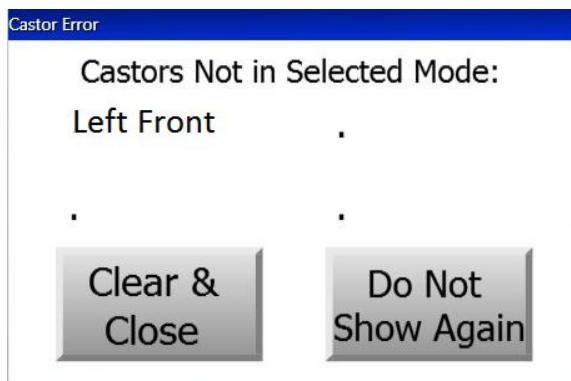 Castor Error
Castors Not in Selected Mode:
Left Front .
. .
Clear &
Close
Do Not
Show Again